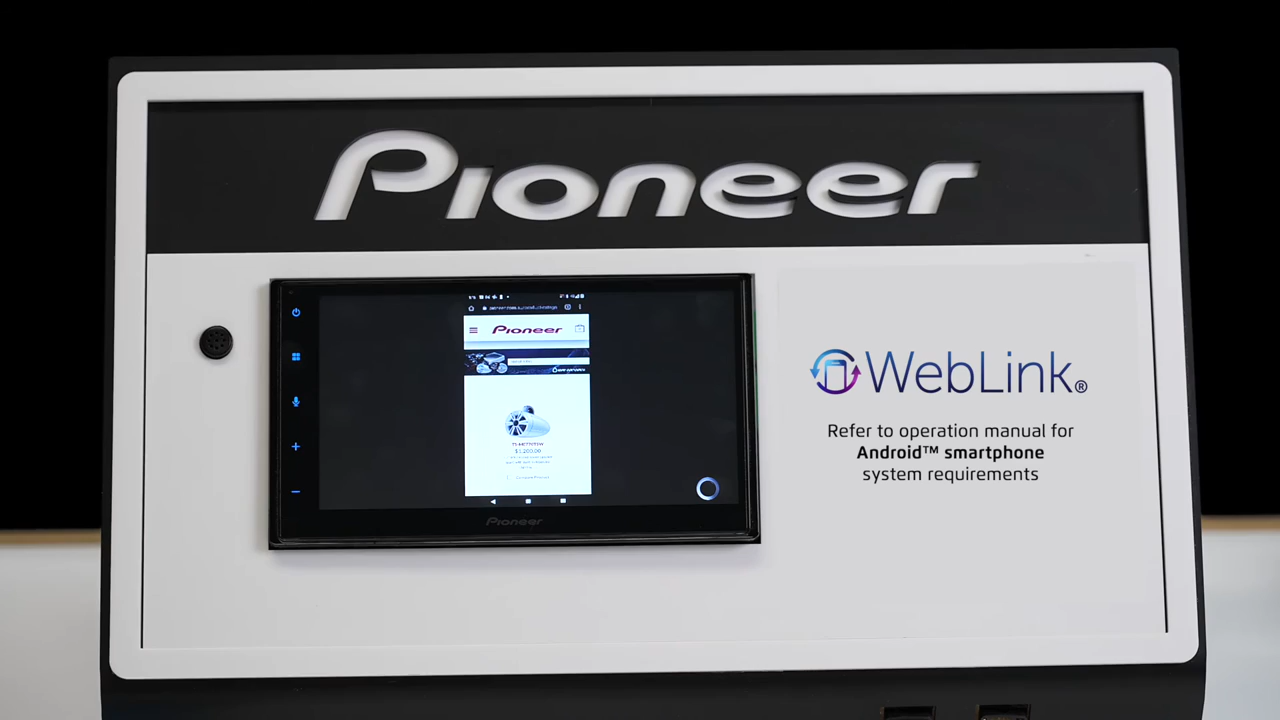 Pioneer
Pioneer
$1,200.00
Pioneer
WebLink®
Refer to operation manual for
Android™ smartphone
system requirements